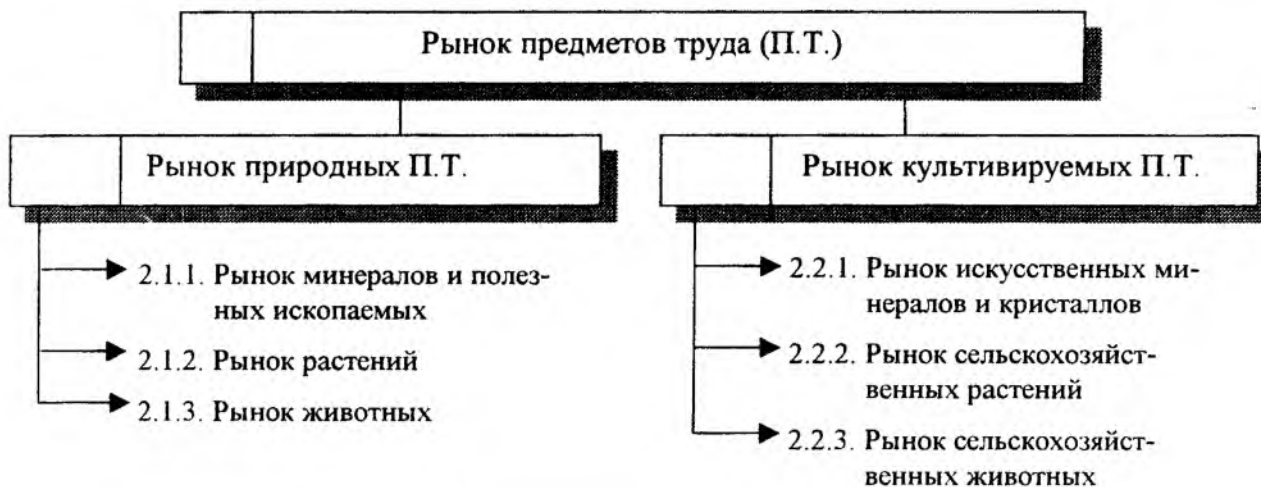 Рынок предметов труда (П.Т.)
Рынок природных П.Т.
2.1.1. Рынок минералов и полез-
ных ископаемых
2.1.2. Рынок растений
2.1.3. Рынок животных
Рынок культивируемых П.Т.
2.2.1. Рынок искусственных ми-
нералов и кристаллов
2.2.2. Рынок сельскохозяйст-
венных растений
2.2.3. Рынок сельскохозяйст-
венных животных